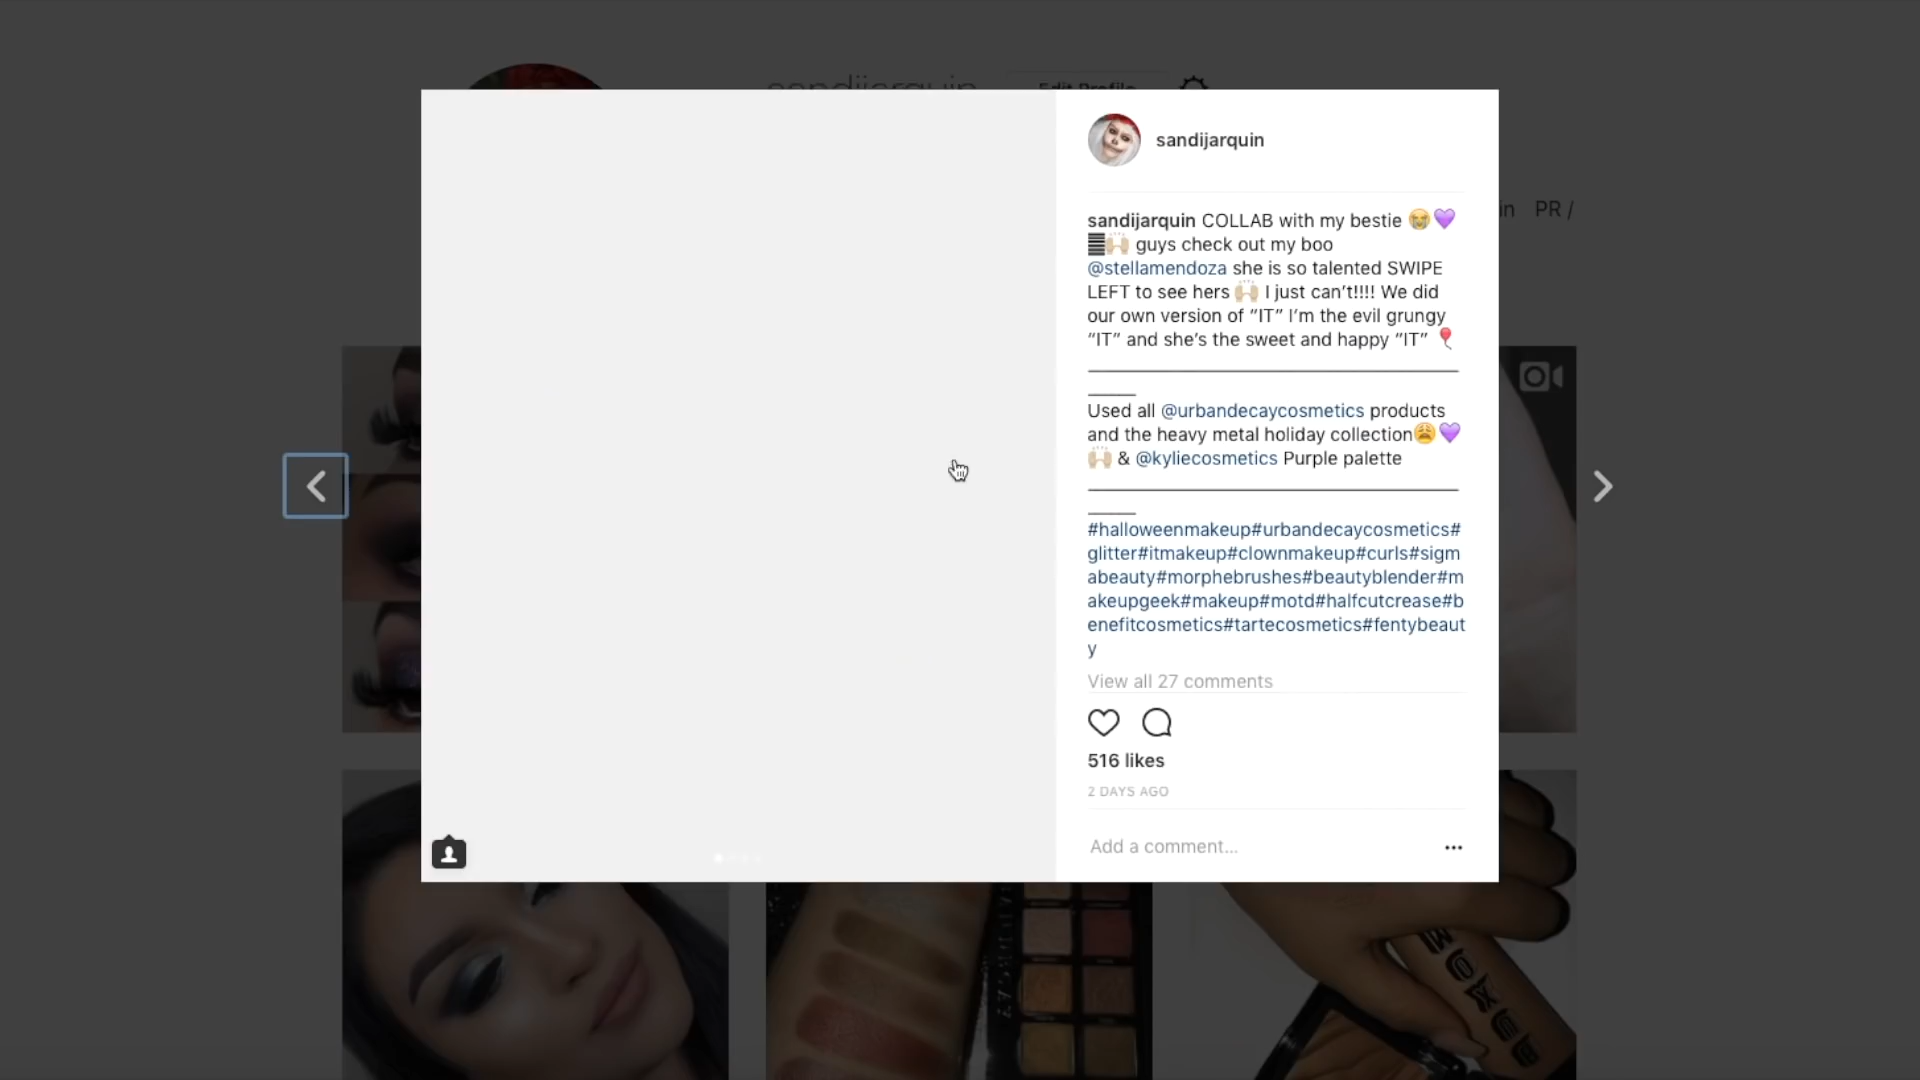 sandijarquin Edit Profile
in PR /
sandijarquin
sandijarquin COLLAB with my bestie 😭💜
🙌🏼 guys check out my boo
@stellamendoza she is so talented SWIPE
LEFT to see hers 🙌🏼 I just can’t!!!! We did
our own version of “IT” I’m the evil grungy
“IT” and she’s the sweet and happy “IT” 🎈
Used all @urbandecaycosmetics products
and the heavy metal holiday collection😩💜
🙌🏼 & @kyliecosmetics Purple palette
#halloweenmakeup#urbandecaycosmetics#
glitter#itmakeup#clownmakeup#curls#sigm
abeauty#morphebrushes#beautyblender#m
akeupgeek#makeup#motd#halfcutcrease#b
enefitcosmetics#tartecosmetics#fentybeaut
y
View all 27 comments
516 likes
2 DAYS AGO
Add a comment...